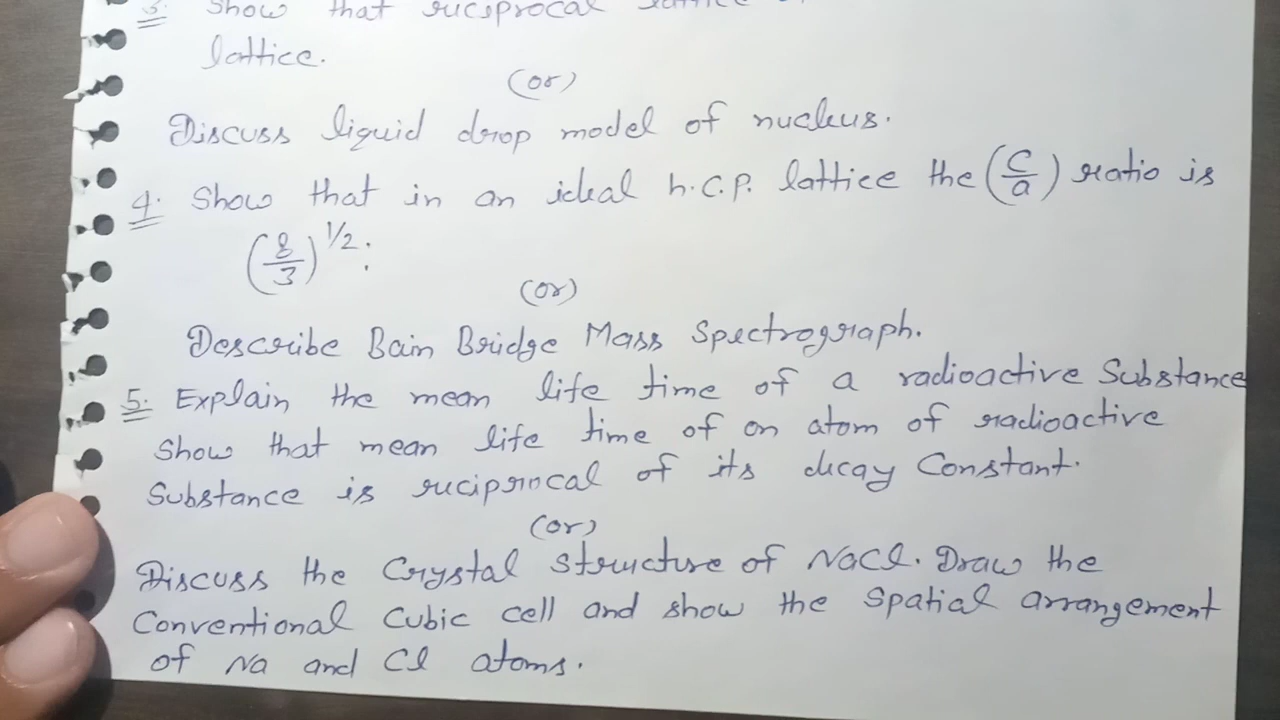 3. Show that reciprocal
lattice.
(or)
Discuss liquid drop model of nucleus.
4. Show that in an ideal h.c.p. lattice the (c/a) ratio is
(8/3)^1/2.
(or)
Describe Bain Bridge Mass Spectrograph.
5. Explain the mean life time of a radioactive Substance
Show that mean life time of an atom of radioactive
Substance is reciprocal of its decay Constant.
(or)
Discuss the Crystal structure of NaCl. Draw the
Conventional Cubic cell and show the spatial arrangement
of Na and Cl atoms.